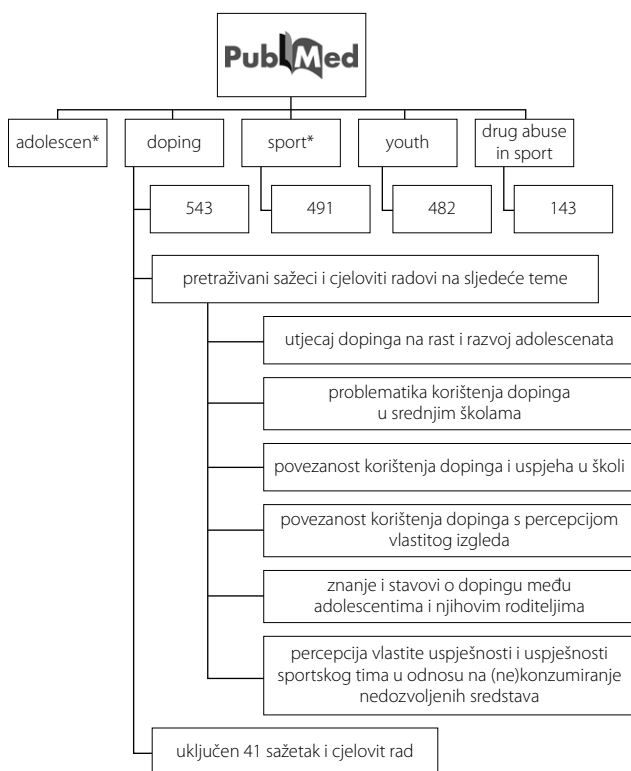 PubMed
adolescen*
doping
sport*
youth
drug abuse
in sport
543
491
482
143
pretraživani sažeci i cjeloviti radovi na sljedeće teme
utjecaj dopinga na rast i razvoj adolescenata
problematika korištenja dopinga
u srednjim školama
povezanost korištenja dopinga i uspjeha u školi
povezanost korištenja dopinga s percepcijom
vlastitog izgleda
znanje i stavovi o dopingu među
adolescentima i njihovim roditeljima
percepcija vlastite uspješnosti i uspješnosti
sportskog tima u odnosu na (ne)konzumiranje
nedozvoljenih sredstava
uključen 41 sažetak i cjelovit rad